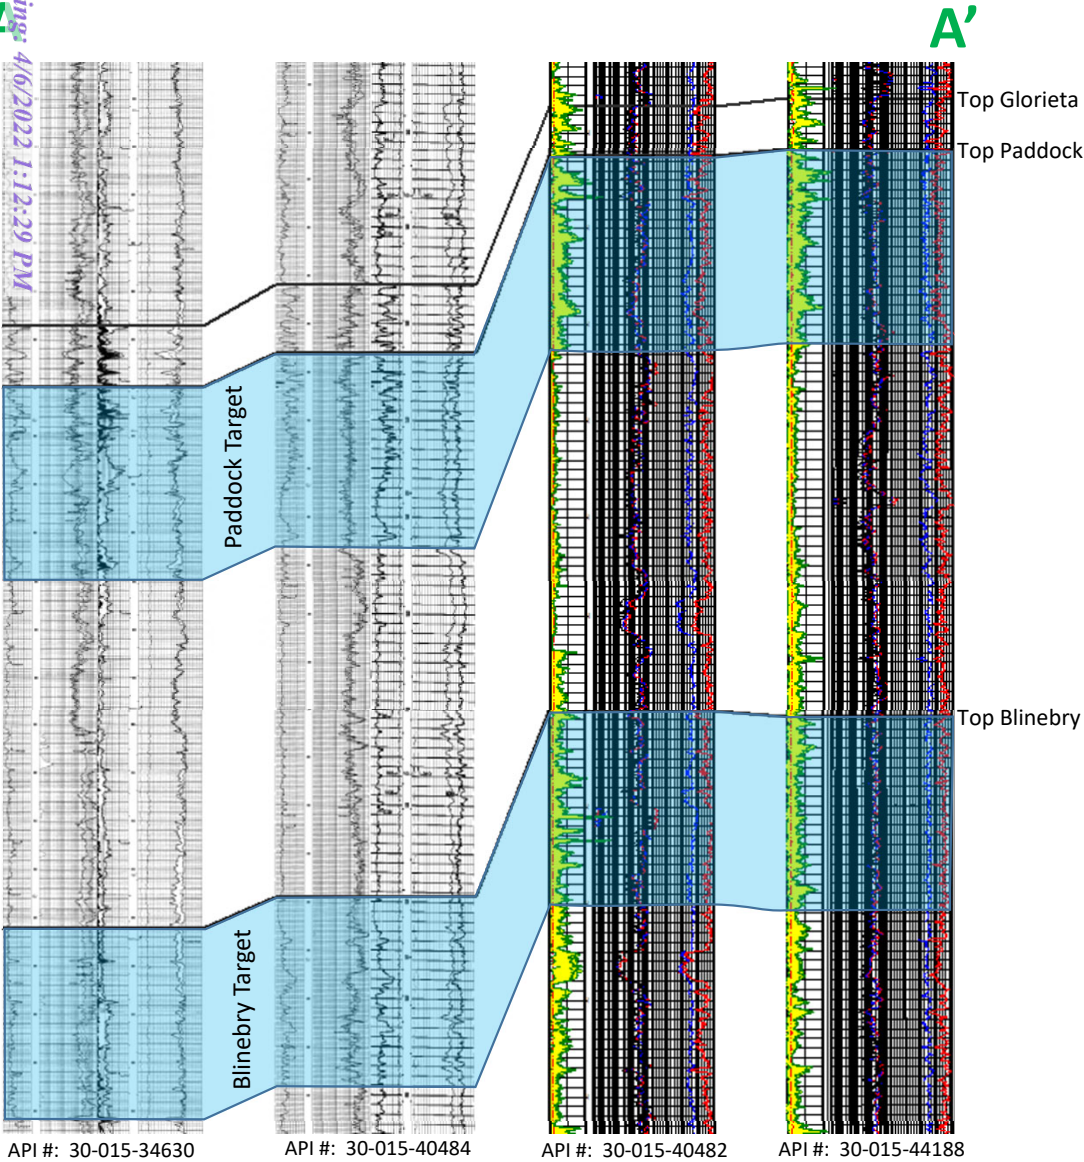 A'
ing: 4/6/2022 1:12:29 PM
Top Glorieta
Top Paddock
Paddock Target
Top Blinebry
Blinebry Target
API #: 30-015-34630
API #: 30-015-40484
API #: 30-015-40482
API #: 30-015-44188